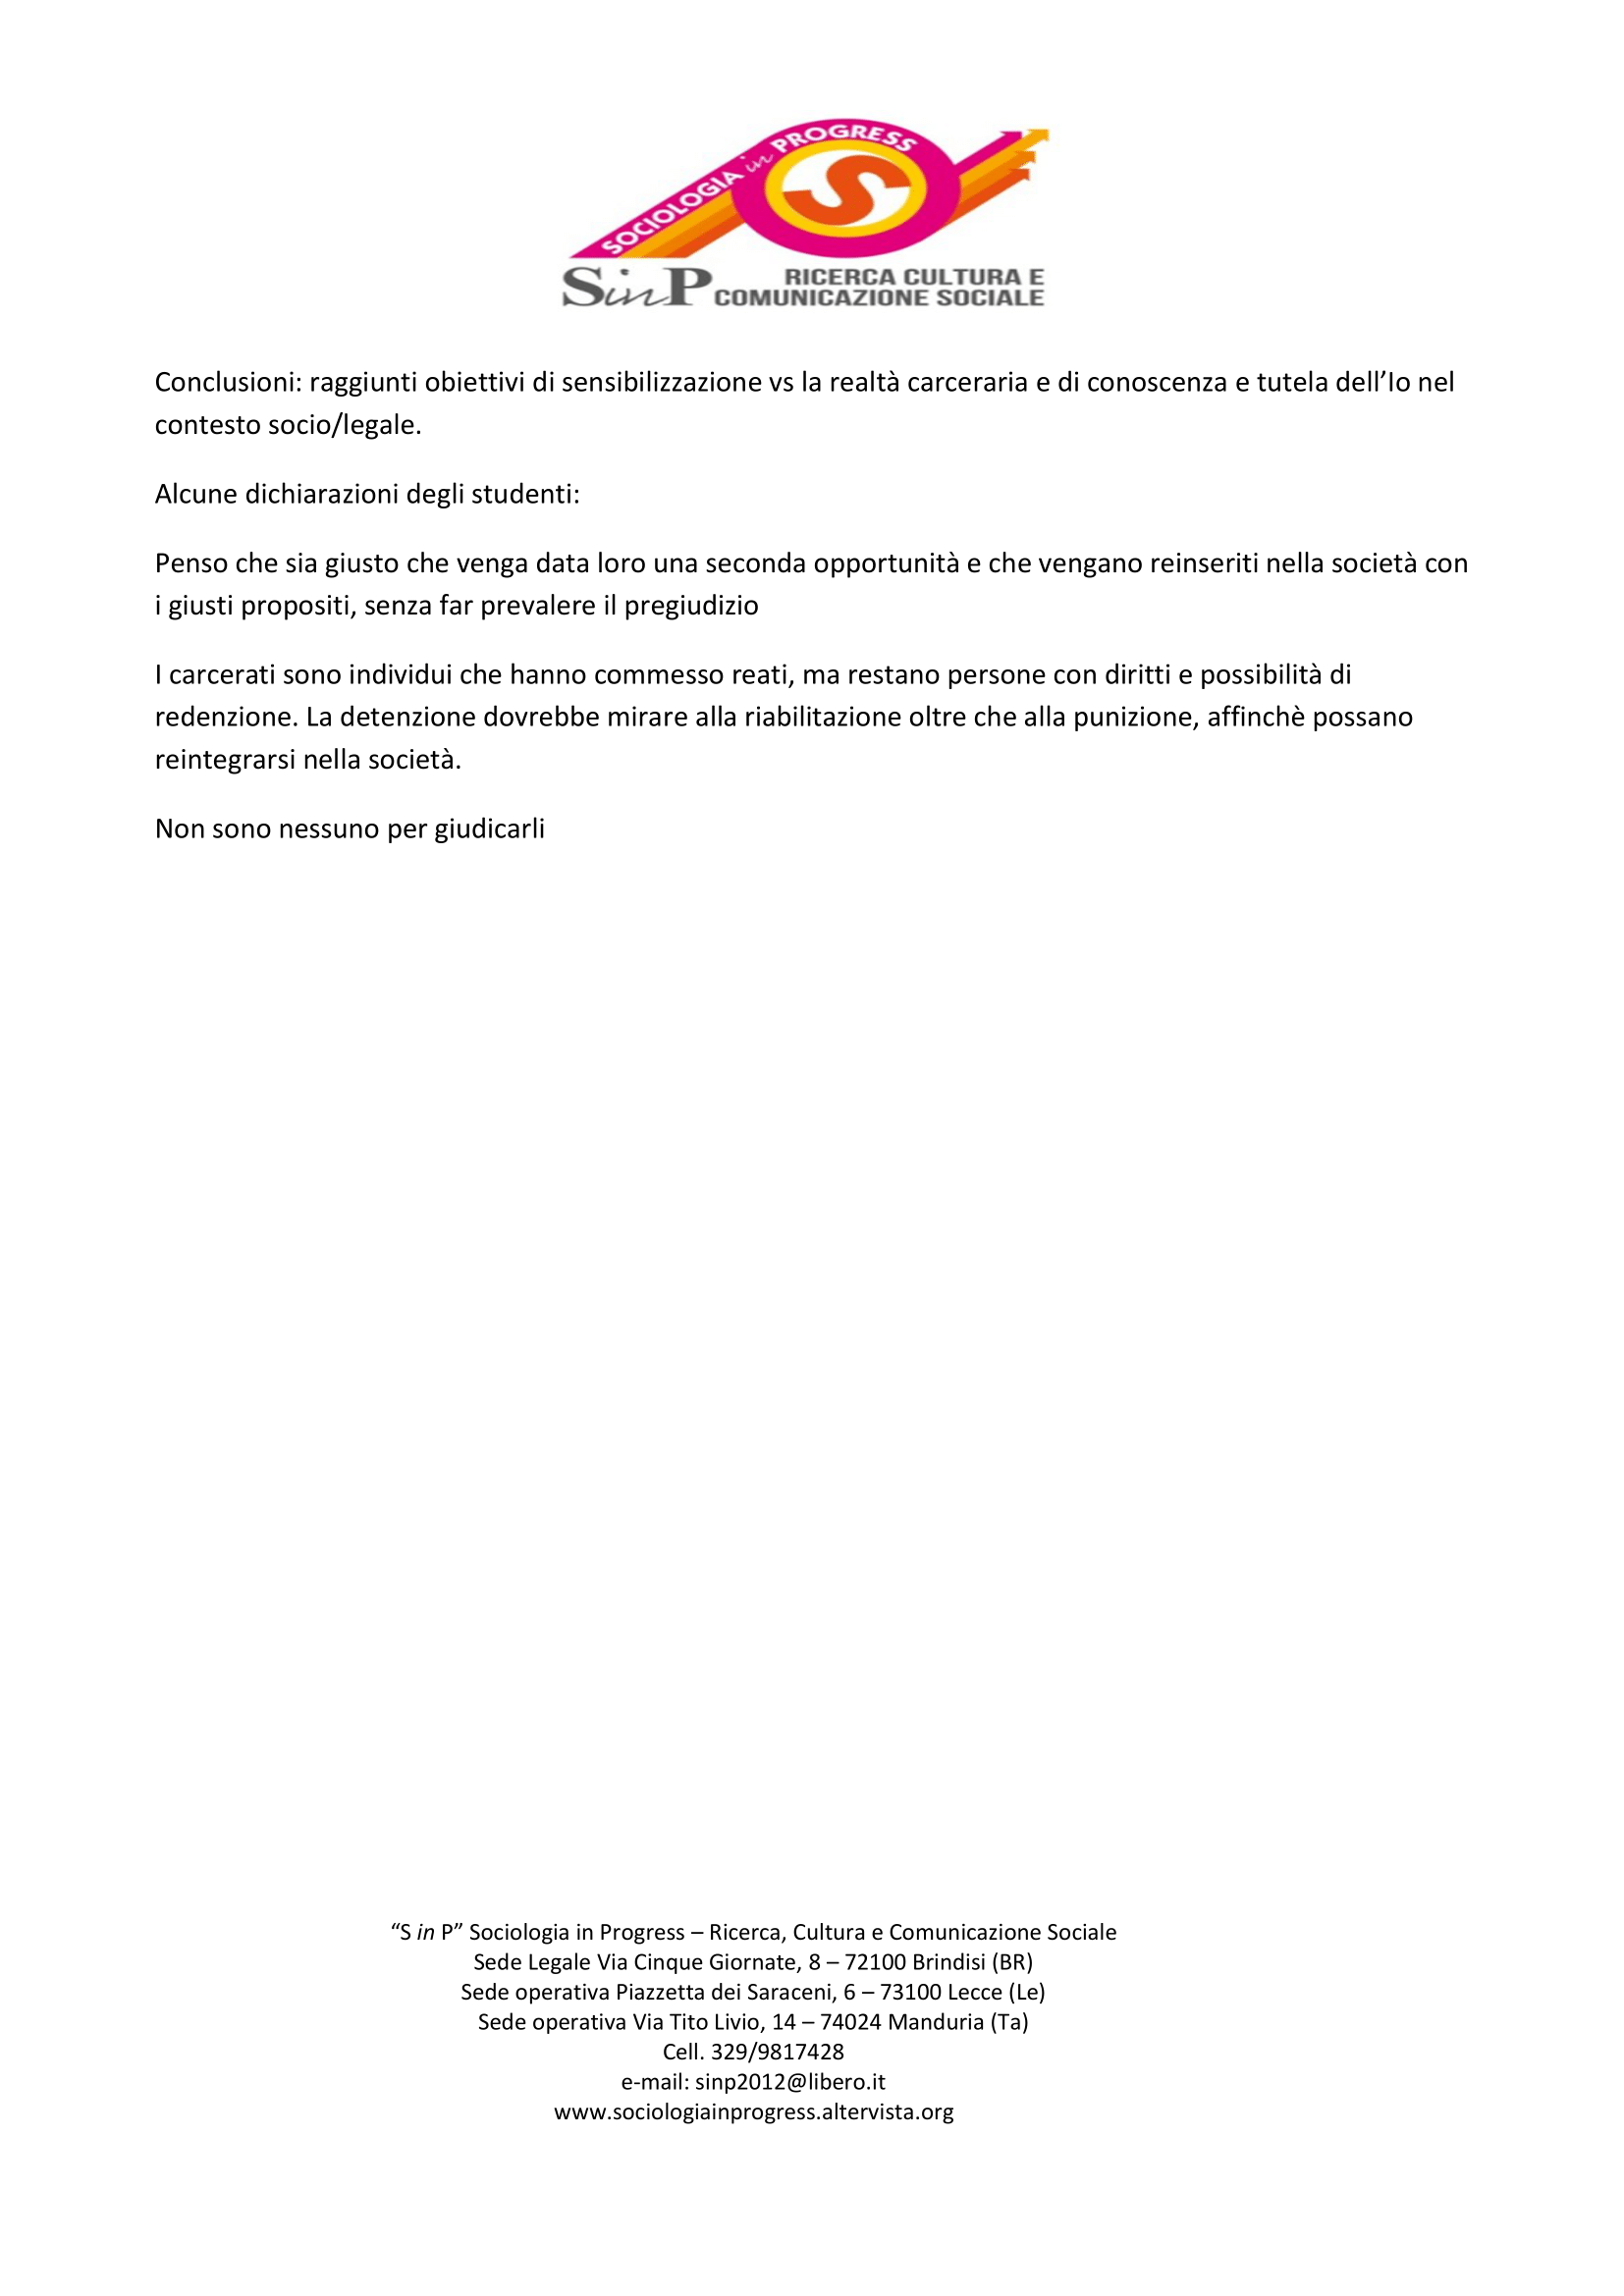 SOCIOLOGIA in PROGRESS
S
SinP RICERCA CULTURA E
COMUNICAZIONE SOCIALE
Conclusioni: raggiunti obiettivi di sensibilizzazione vs la realtà carceraria e di conoscenza e tutela dell’Io nel
contesto socio/legale.
Alcune dichiarazioni degli studenti:
Penso che sia giusto che venga data loro una seconda opportunità e che vengano reinseriti nella società con
i giusti propositi, senza far prevalere il pregiudizio
I carcerati sono individui che hanno commesso reati, ma restano persone con diritti e possibilità di
redenzione. La detenzione dovrebbe mirare alla riabilitazione oltre che alla punizione, affinchè possano
reintegrarsi nella società.
Non sono nessuno per giudicarli
“S in P” Sociologia in Progress – Ricerca, Cultura e Comunicazione Sociale
Sede Legale Via Cinque Giornate, 8 – 72100 Brindisi (BR)
Sede operativa Piazzetta dei Saraceni, 6 – 73100 Lecce (Le)
Sede operativa Via Tito Livio, 14 – 74024 Manduria (Ta)
Cell. 329/9817428
e-mail: sinp2012@libero.it
www.sociologiainprogress.altervista.org